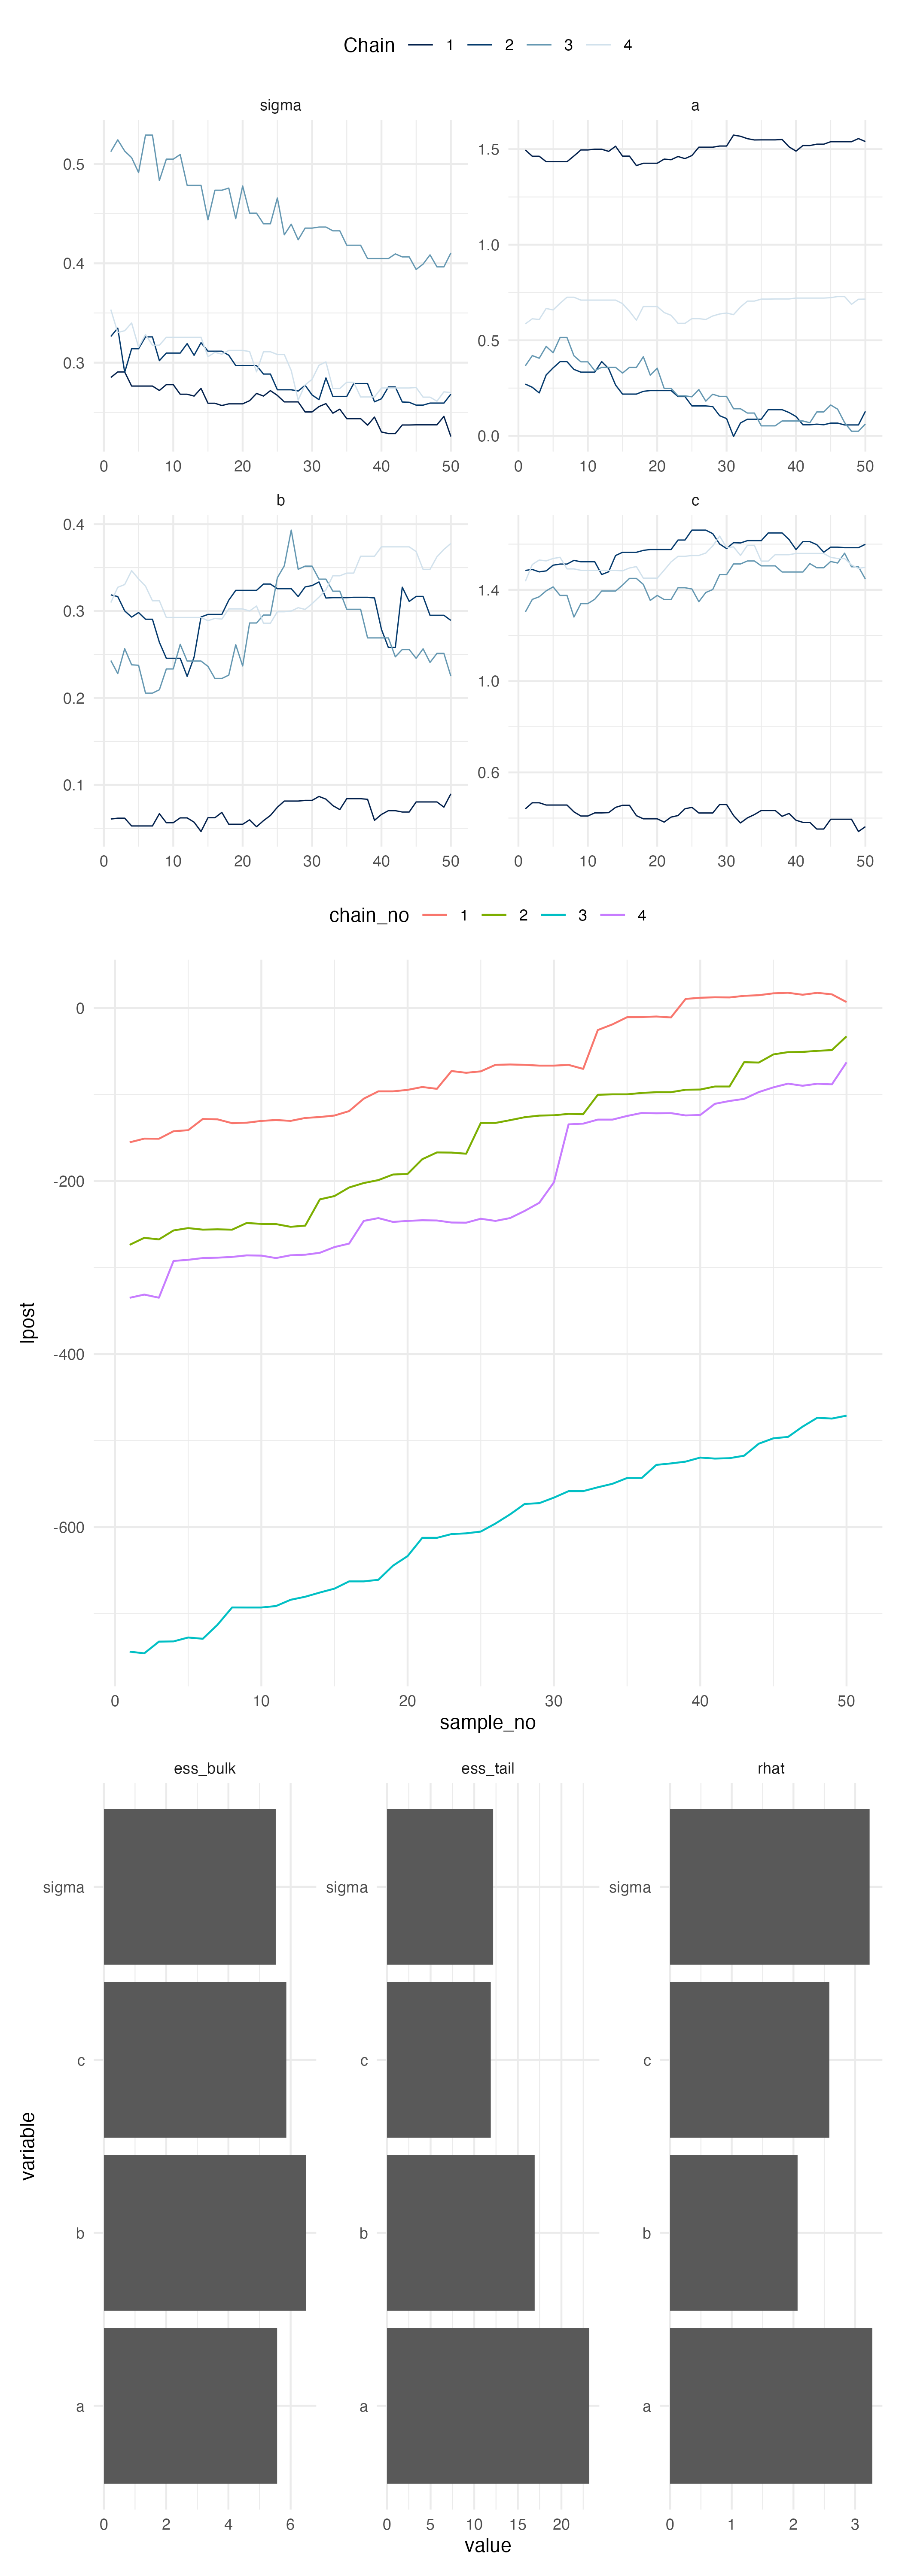 Chain 1 2 3 4
sigma a
0.5
0.4
0.3
0 10 20 30 40 50
1.5
1.0
0.5
0.0
0 10 20 30 40 50
b c
0.4
0.3
0.2
0.1
0 10 20 30 40 50
1.4
1.0
0.6
0 10 20 30 40 50
chain_no 1 2 3 4
lpost
0
-200
-400
-600
0 10 20 30 40 50
sample_no
ess_bulk ess_tail rhat
variable
sigma sigma sigma
c c c
b b b
a a a
0 2 4 6 0 5 10 15 20 0 1 2 3
value